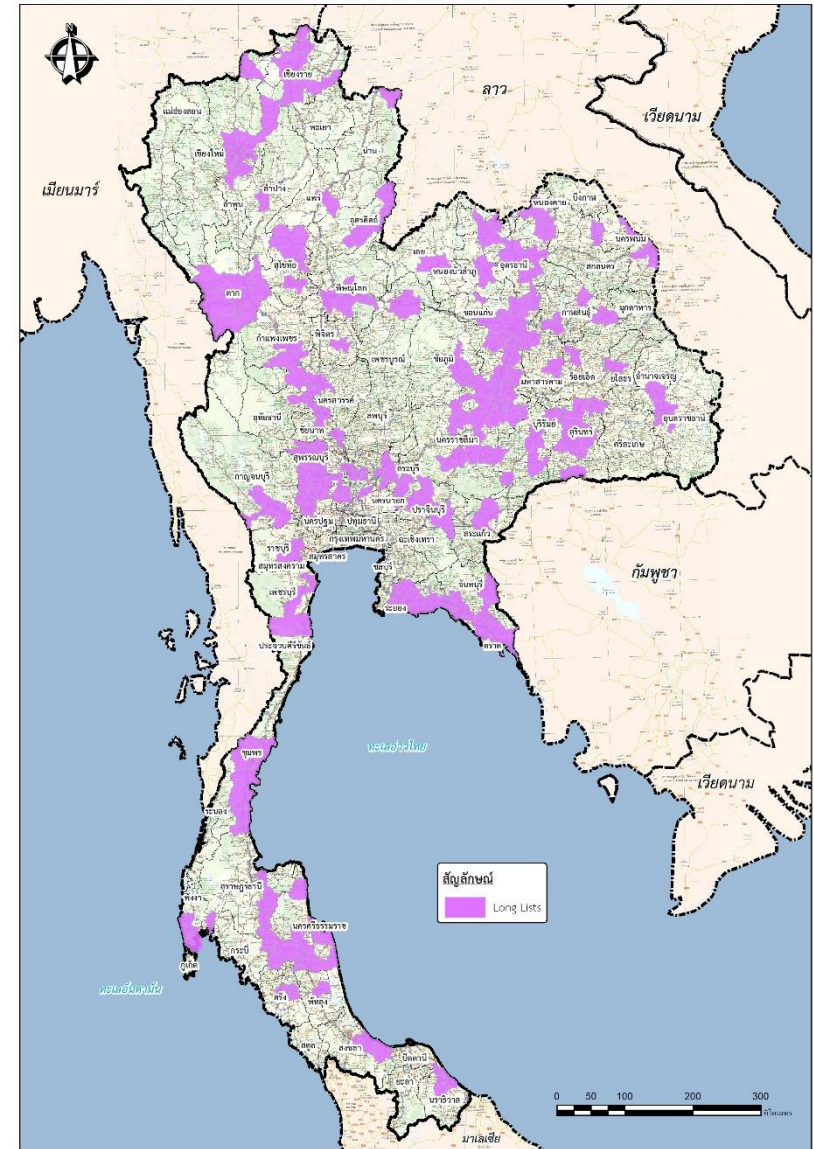 N
ลาว
เวียดนาม
เมียนมาร์
เชียงราย
แม่ฮ่องสอน
พะเยา
เชียงใหม่
น่าน
ลำปาง
ลำพูน
แพร่
อุตรดิตถ์
หนองคาย
บึงกาฬ
เลย
นครพนม
สุโขทัย
หนองบัวลำภู
อุดรธานี
สกลนคร
ตาก
พิษณุโลก
ขอนแก่น
กาฬสินธุ์
มุกดาหาร
กำแพงเพชร
พิจิตร
เพชรบูรณ์
ชัยภูมิ
มหาสารคาม
ร้อยเอ็ด
ยโสธร
อำนาจเจริญ
นครสวรรค์
อุทัยธานี
ลพบุรี
อุบลราชธานี
ชัยนาท
นครราชสีมา
บุรีรัมย์
สุรินทร์
ศรีสะเกษ
สุพรรณบุรี
สระบุรี
กาญจนบุรี
นครนายก
ปราจีนบุรี
นครปฐม
ปทุมธานี
สระแก้ว
กรุงเทพมหานคร
ฉะเชิงเทรา
ราชบุรี
สมุทรสาคร
สมุทรสงคราม
ชลบุรี
กัมพูชา
เพชรบุรี
จันทบุรี
ระยอง
ประจวบคีรีขันธ์
ตราด
ชุมพร
ทะเลอ่าวไทย
เวียดนาม
ระนอง
สุราษฎร์ธานี
พังงา
นครศรีธรรมราช
กระบี่
ภูเก็ต
ทะเลอันดามัน
ตรัง
พัทลุง
สตูล
สงขลา
ปัตตานี
ยะลา
นราธิวาส
มาเลเซีย
สัญลักษณ์
Long Lists
0 50 100 200 300
กิโลเมตร